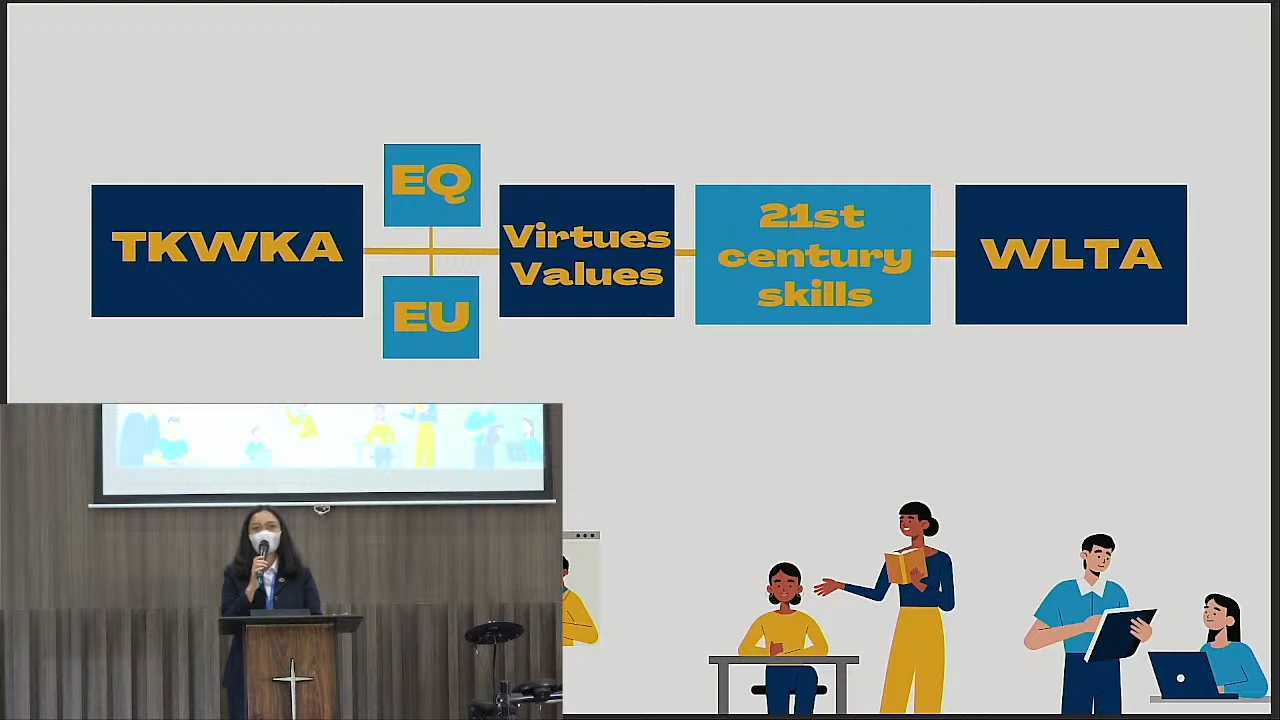 TKWKA
EQ
EU
Virtues
Values
21st
century
skills
WLTA